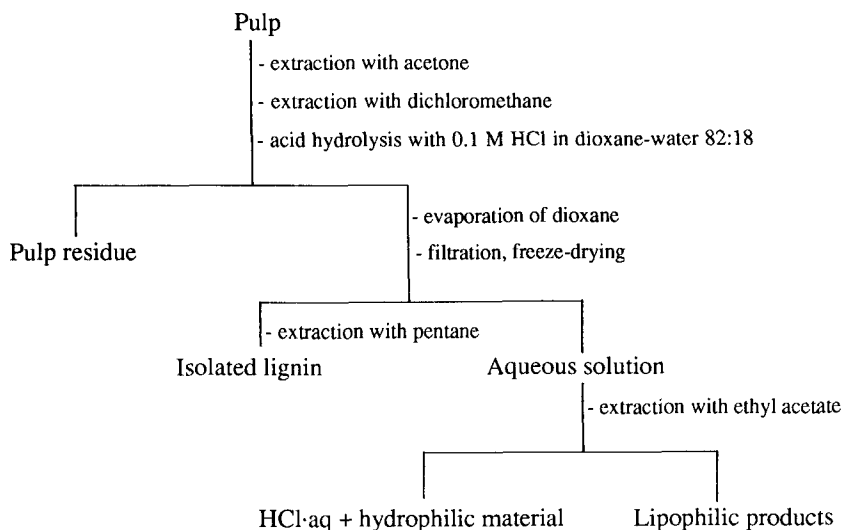 Pulp
- extraction with acetone
- extraction with dichloromethane
- acid hydrolysis with 0.1 M HCl in dioxane-water 82:18
- evaporation of dioxane
Pulp residue
- filtration, freeze-drying
- extraction with pentane
Isolated lignin
Aqueous solution
- extraction with ethyl acetate
HCl·aq + hydrophilic material
Lipophilic products